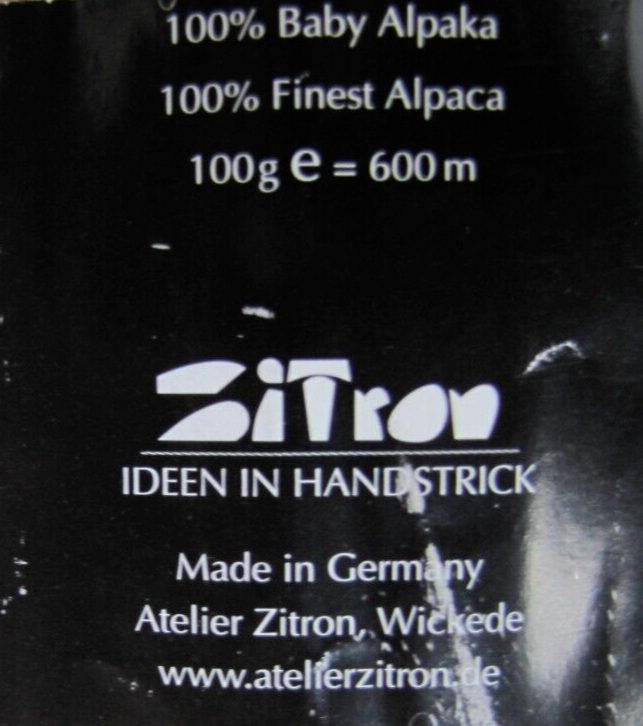 100% Baby Alpaka
100% Finest Alpaca
100g e = 600m
ZiTron
IDEEN IN HANDSTRICK
Made in Germany
Atelier Zitron, Wickede
www.atelierzitron.de